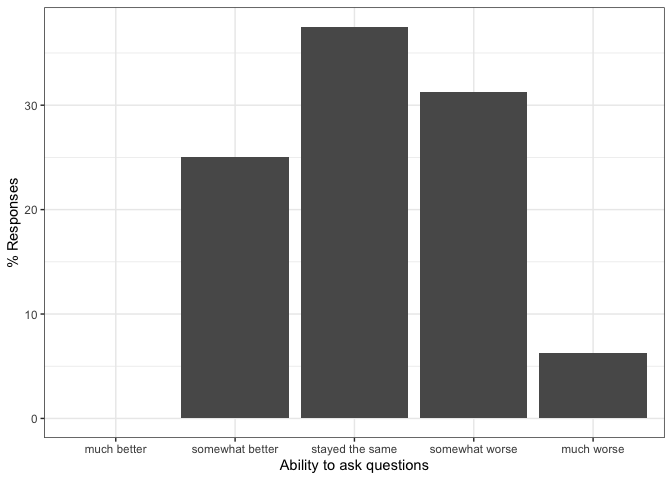 % Responses
30
20
10
0
much better somewhat better stayed the same somewhat worse much worse
Ability to ask questions